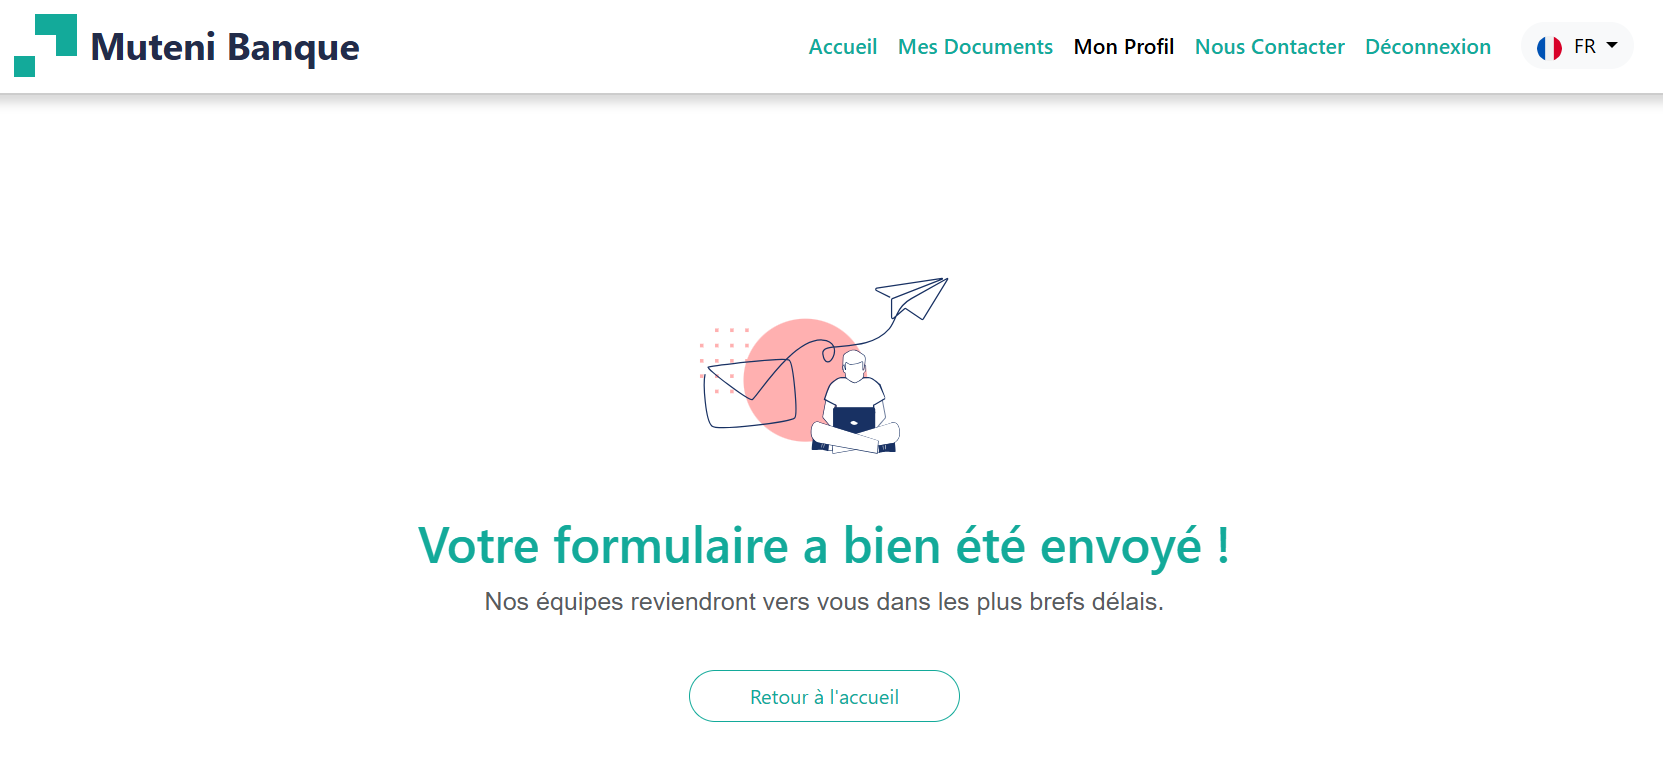 Muteni Banque
Accueil Mes Documents Mon Profil Nous Contacter Déconnexion FR
Votre formulaire a bien été envoyé !
Nos équipes reviendront vers vous dans les plus brefs délais.
Retour à l'accueil